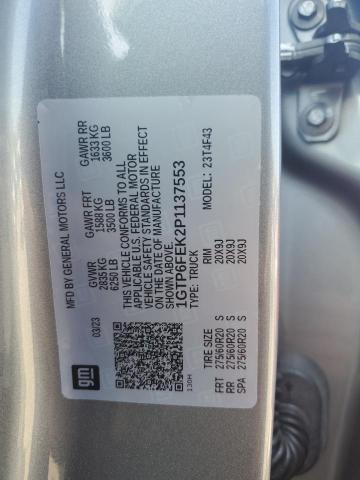 MFD BY GENERAL MOTORS LLC
03/23
GVWR
2835 KG
6250 LB
GAWR FRT
1588 KG
3500 LB
GAWR RR
1633 KG
3600 LB
THIS VEHICLE CONFORMS TO ALL
APPLICABLE U.S. FEDERAL MOTOR
VEHICLE SAFETY STANDARDS IN EFFECT
ON THE DATE OF MANUFACTURE
SHOWN ABOVE.
1GTP6FEK2P1137553
TYPE: TRUCK
MODEL: 23T4F43
gm
130H
TIRE SIZE RIM
FRT 275/60R20 S 20X9J
RR 275/60R20 S 20X9J
SPA 275/60R20 S 20X9J